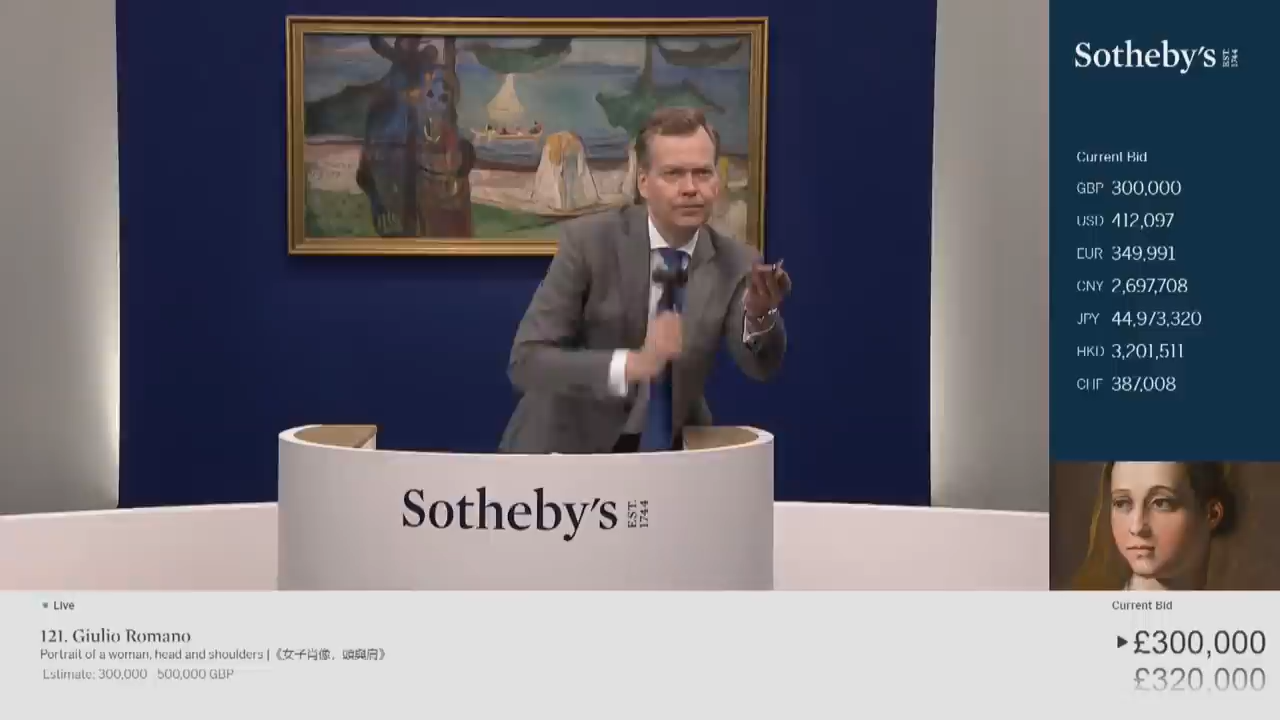 Sotheby's EST. 1744
Current Bid
GBP 300,000
USD 412,097
EUR 349,991
CNY 2,697,708
JPY 44,973,320
HKD 3,201,511
CHF 387,008
Sotheby's EST. 1744
Live
121. Giulio Romano
Portrait of a woman, head and shoulders |《女子肖像，頭與肩》
Estimate: 300,000 500,000 GBP
Current Bid
£300,000
£320,000